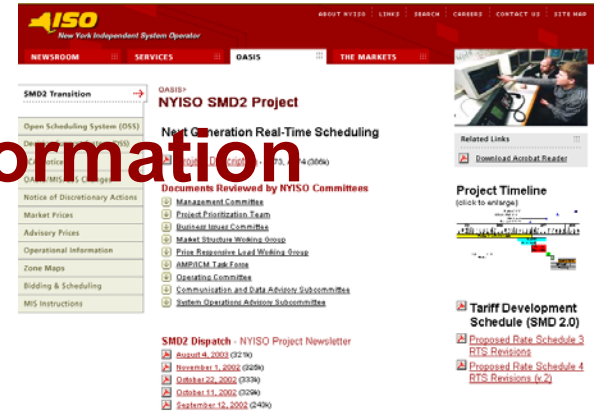 ISO
New York Independent System Operator
ABOUT NYISO LINKS SEARCH CAREERS CONTACT US SITE MAP
NEWSROOM SERVICES OASIS THE MARKETS
SMD2 Transition
OASIS>
NYISO SMD2 Project
Open Scheduling System (OSS)
Next Generation Real-Time Scheduling
ormation
Related Links
Download Acrobat Reader
Documents Reviewed by NYISO Committees
Notice of Discretionary Actions
Market Prices
Advisory Prices
Operational Information
Zone Maps
Bidding & Scheduling
MIS Instructions
Management Committee
Project Prioritization Team
Business Issues Committee
Market Structure Working Group
Price Responsive Load Working Group
AMP/ICM Task Force
Operating Committee
Communication and Data Advisory Subcommittee
System Operations Advisory Subcommittee
Project Timeline
(click to enlarge)
SMD2 Dispatch - NYISO Project Newsletter
August 4, 2003 (321k)
November 1, 2002 (325k)
October 22, 2002 (333k)
October 11, 2002 (329k)
September 12, 2002 (243k)
Tariff Development
Schedule (SMD 2.0)
Proposed Rate Schedule 3
RTS Revisions
Proposed Rate Schedule 4
RTS Revisions (v.2)